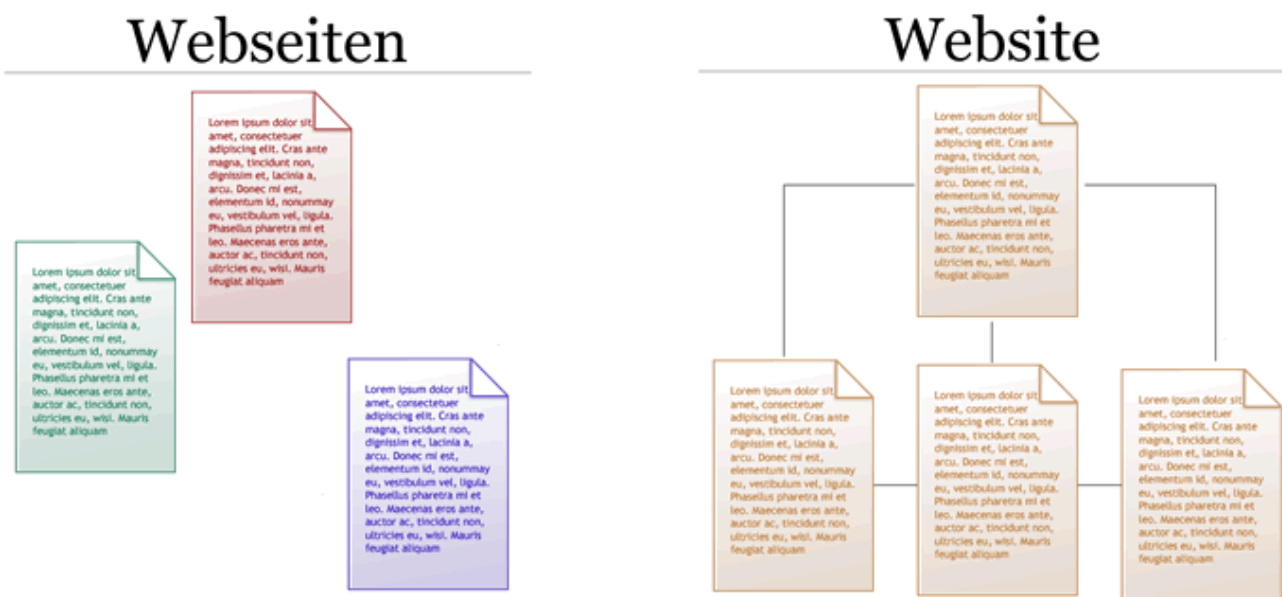 Webseiten
Lorem ipsum dolor sit
amet, consectetuer
adipiscing elit. Cras ante
magna, tincidunt non,
dignissim et, lacinia a,
arcu. Donec mi est,
elementum id, nonummay
eu, vestibulum vel, ligula.
Phasellus pharetra mi et
leo. Maecenas eros ante,
auctor ac, tincidunt non,
ultricies eu, wisi. Mauris
feugiat aliquam
Lorem ipsum dolor sit
amet, consectetuer
adipiscing elit. Cras ante
magna, tincidunt non,
dignissim et, lacinia a,
arcu. Donec mi est,
elementum id, nonummay
eu, vestibulum vel, ligula.
Phasellus pharetra mi et
leo. Maecenas eros ante,
auctor ac, tincidunt non,
ultricies eu, wisi. Mauris
feugiat aliquam
Lorem ipsum dolor sit
amet, consectetuer
adipiscing elit. Cras ante
magna, tincidunt non,
dignissim et, lacinia a,
arcu. Donec mi est,
elementum id, nonummay
eu, vestibulum vel, ligula.
Phasellus pharetra mi et
leo. Maecenas eros ante,
auctor ac, tincidunt non,
ultricies eu, wisi. Mauris
feugiat aliquam
Website
Lorem ipsum dolor sit
amet, consectetuer
adipiscing elit. Cras ante
magna, tincidunt non,
dignissim et, lacinia a,
arcu. Donec mi est,
elementum id, nonummay
eu, vestibulum vel, ligula.
Phasellus pharetra mi et
leo. Maecenas eros ante,
auctor ac, tincidunt non,
ultricies eu, wisi. Mauris
feugiat aliquam
Lorem ipsum dolor sit
amet, consectetuer
adipiscing elit. Cras ante
magna, tincidunt non,
dignissim et, lacinia a,
arcu. Donec mi est,
elementum id, nonummay
eu, vestibulum vel, ligula.
Phasellus pharetra mi et
leo. Maecenas eros ante,
auctor ac, tincidunt non,
ultricies eu, wisi. Mauris
feugiat aliquam
Lorem ipsum dolor sit
amet, consectetuer
adipiscing elit. Cras ante
magna, tincidunt non,
dignissim et, lacinia a,
arcu. Donec mi est,
elementum id, nonummay
eu, vestibulum vel, ligula.
Phasellus pharetra mi et
leo. Maecenas eros ante,
auctor ac, tincidunt non,
ultricies eu, wisi. Mauris
feugiat aliquam
Lorem ipsum dolor sit
amet, consectetuer
adipiscing elit. Cras ante
magna, tincidunt non,
dignissim et, lacinia a,
arcu. Donec mi est,
elementum id, nonummay
eu, vestibulum vel, ligula.
Phasellus pharetra mi et
leo. Maecenas eros ante,
auctor ac, tincidunt non,
ultricies eu, wisi. Mauris
feugiat aliquam